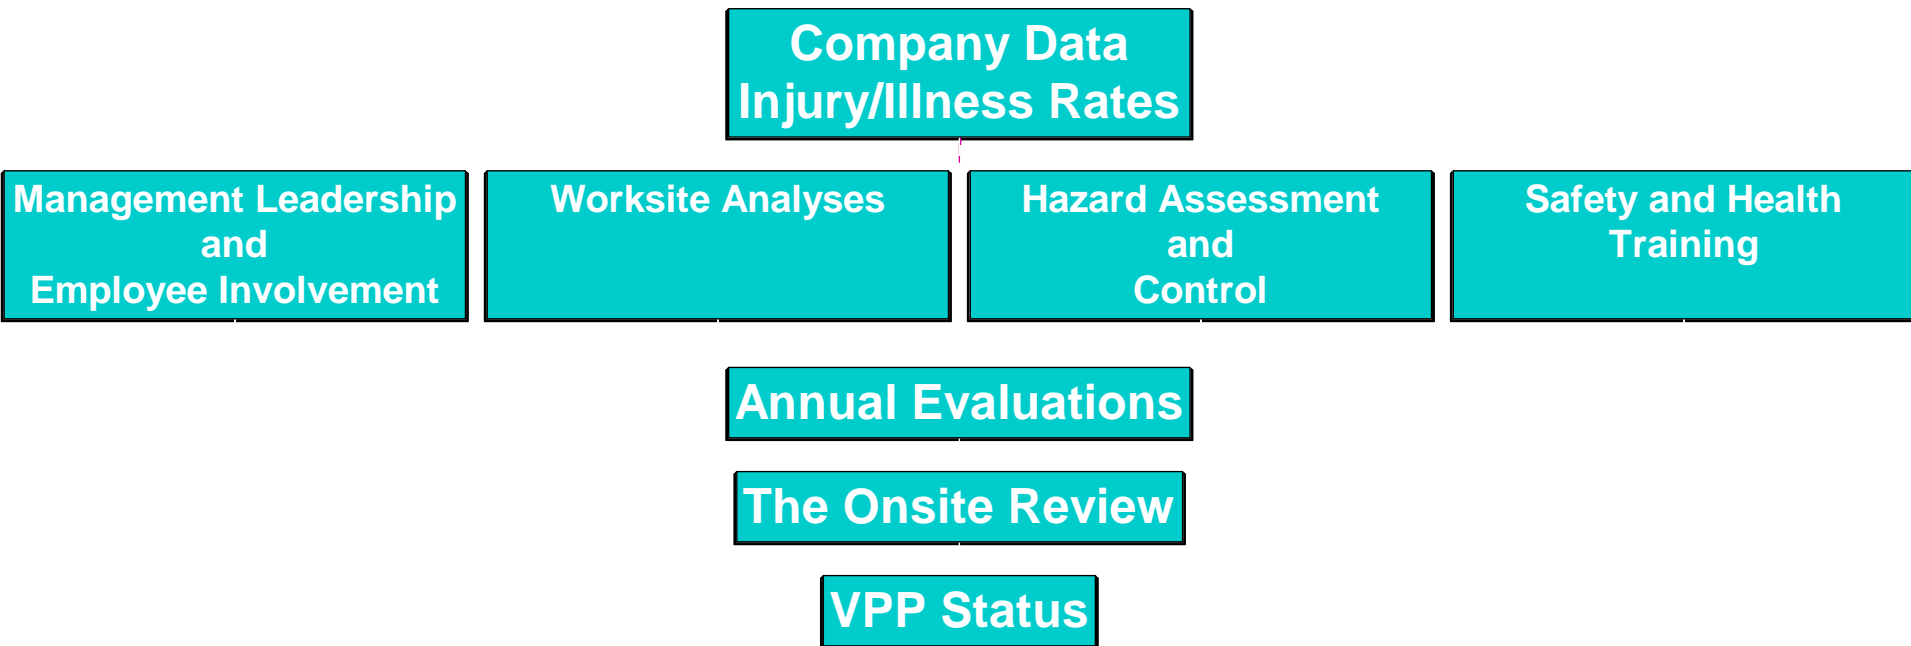 Company Data
Injury/Illness Rates
Management Leadership
and
Employee Involvement
Worksite Analyses
Hazard Assessment
and
Control
Safety and Health
Training
Annual Evaluations
The Onsite Review
VPP Status